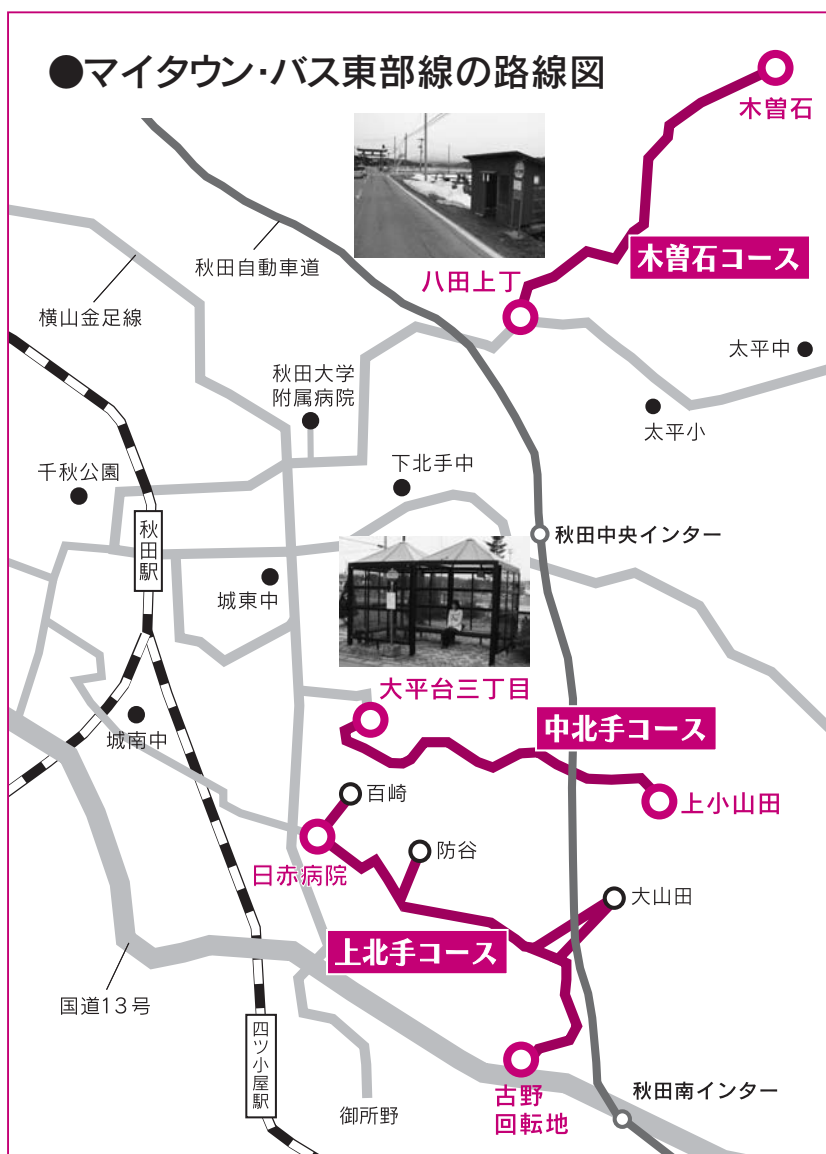 ●マイタウン・バス東部線の路線図
木曽石
木曽石コース
秋田自動車道
八田上丁
横山金足線
太平中
秋田大学
附属病院
太平小
千秋公園
下北手中
秋田駅
秋田中央インター
城東中
大平台三丁目
城南中
中北手コース
百崎
上小山田
日赤病院
防谷
大山田
上北手コース
国道13号
四ツ小屋駅
古野
回転地
秋田南インター
御所野